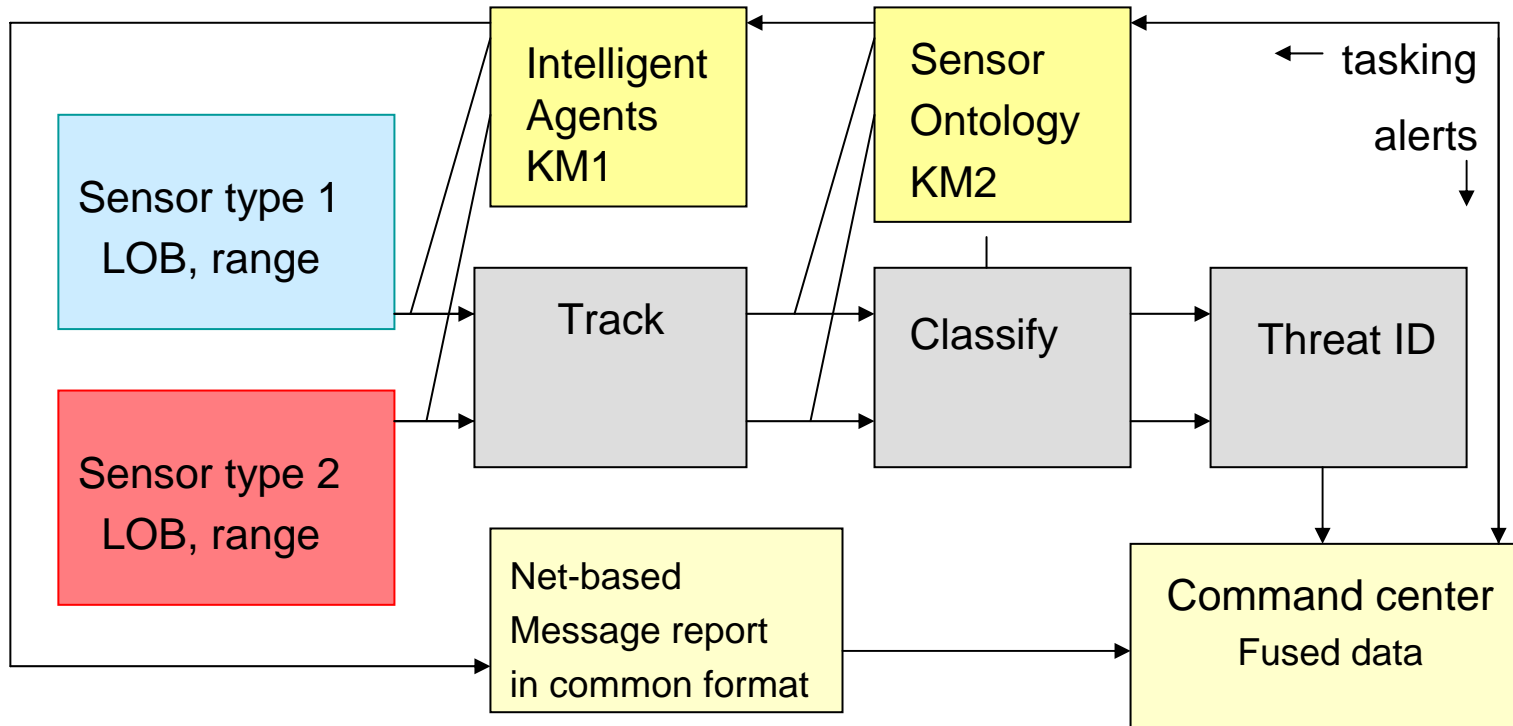 Intelligent
Agents
KM1
Sensor
Ontology
KM2
tasking
alerts
Sensor type 1
LOB, range
Track
Classify
Threat ID
Sensor type 2
LOB, range
Net-based
Message report
in common format
Command center
Fused data